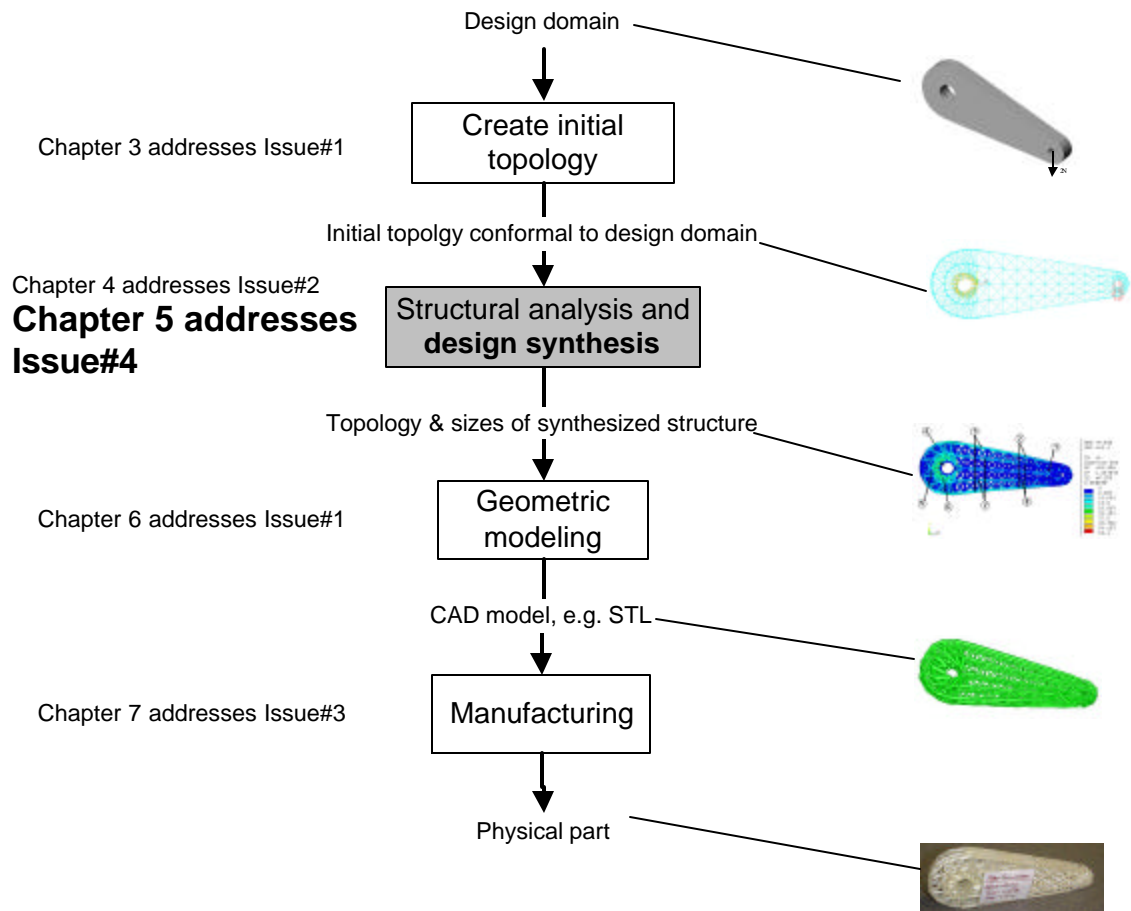 Design domain
Create initial
topology
Chapter 3 addresses Issue#1
2N
Initial topolgy conformal to design domain
Chapter 4 addresses Issue#2
Chapter 5 addresses
Issue#4
Structural analysis and
design synthesis
Topology & sizes of synthesized structure
Geometric
modeling
Chapter 6 addresses Issue#1
CAD model, e.g. STL
Manufacturing
Chapter 7 addresses Issue#3
Physical part